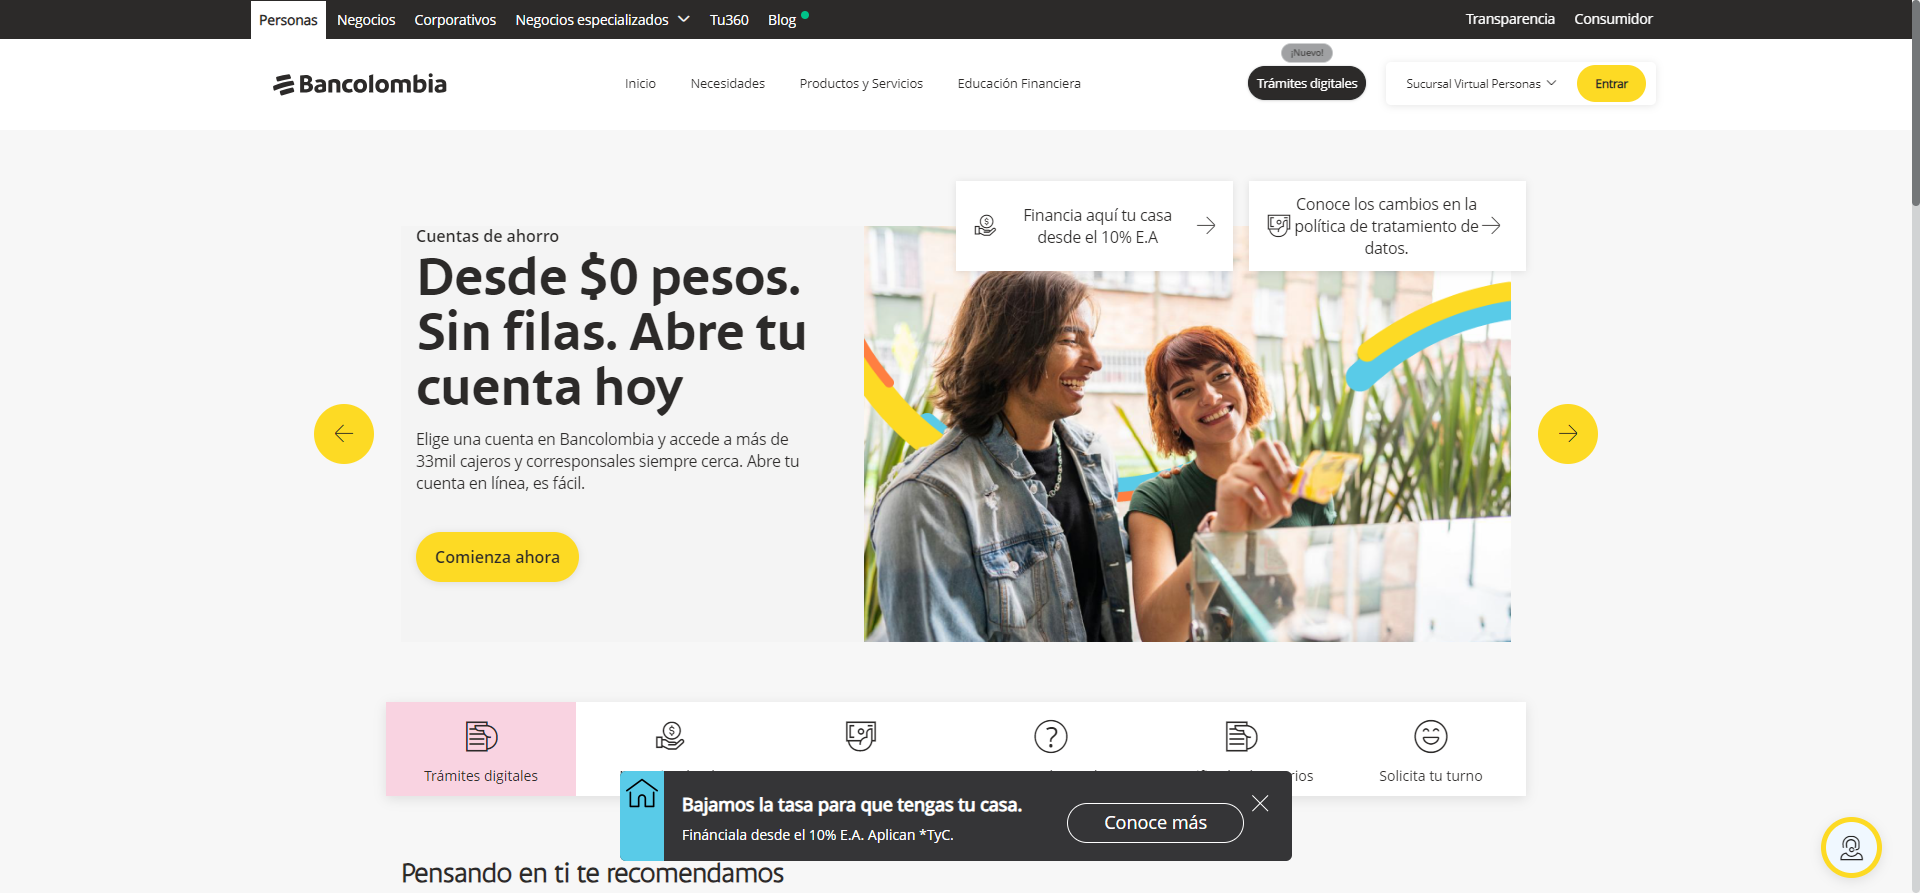 Personas
Negocios
Corporativos
Negocios especializados
Tu360
Blog
Transparencia
Consumidor
Bancolombia
Inicio
Necesidades
Productos y Servicios
Educación Financiera
¡Nuevo!
Trámites digitales
Sucursal Virtual Personas
Entrar
Financia aquí tu casa
desde el 10% E.A
Conoce los cambios en la
política de tratamiento de
datos.
Cuentas de ahorro
Desde $0 pesos.
Sin filas. Abre tu
cuenta hoy
Elige una cuenta en Bancolombia y accede a más de
33mil cajeros y corresponsales siempre cerca. Abre tu
cuenta en línea, es fácil.
Comienza ahora
Trámites digitales
Solicita tu turno
Bajamos la tasa para que tengas tu casa.
Fináncial​a desde el 10% E.A. Aplican *TyC.
Conoce más
Pensando en ti te recomendamos